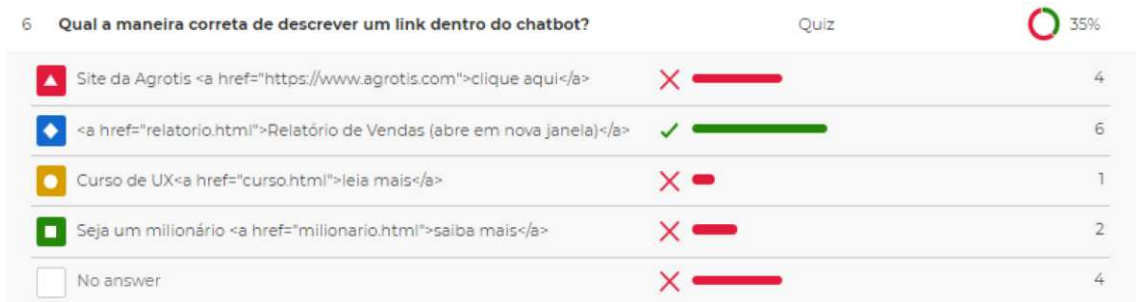 6 Qual a maneira correta de descrever um link dentro do chatbot? Quiz 35%
Site da Agrotis <a href="https://www.agrotis.com">clique aqui</a> 4
<a href="relatorio.html">Relatório de Vendas (abre em nova janela)</a> 6
Curso de UX<a href="curso.html">leia mais</a> 1
Seja um milionário <a href="milionario.html">saiba mais</a> 2
No answer 4